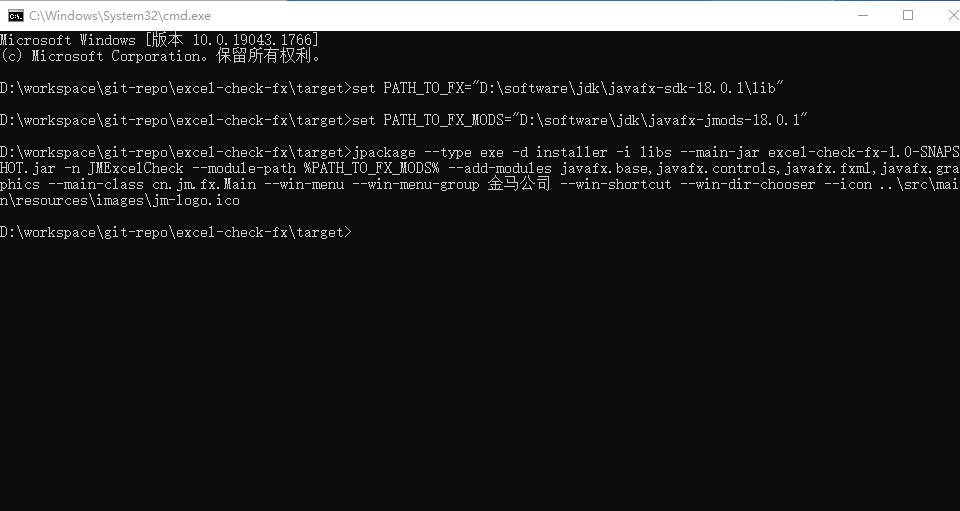 C:\Windows\System32\cmd.exe
Microsoft Windows [版本 10.0.19043.1766]
(c) Microsoft Corporation。保留所有权利。
D:\workspace\git-repo\excel-check-fx\target>set PATH_TO_FX="D:\software\jdk\javafx-sdk-18.0.1\lib"
D:\workspace\git-repo\excel-check-fx\target>set PATH_TO_FX_MODS="D:\software\jdk\javafx-jmods-18.0.1"
D:\workspace\git-repo\excel-check-fx\target>jpackage --type exe -d installer -i libs --main-jar excel-check-fx-1.0-SNAPS
HOT.jar -n JMExcelCheck --module-path %PATH_TO_FX_MODS% --add-modules javafx.base,javafx.controls,javafx.fxml,javafx.gra
phics --main-class cn.jm.fx.Main --win-menu --win-menu-group 金马公司 --win-shortcut --win-dir-chooser --icon ..\src\mai
n\resources\images\jm-logo.ico
D:\workspace\git-repo\excel-check-fx\target>